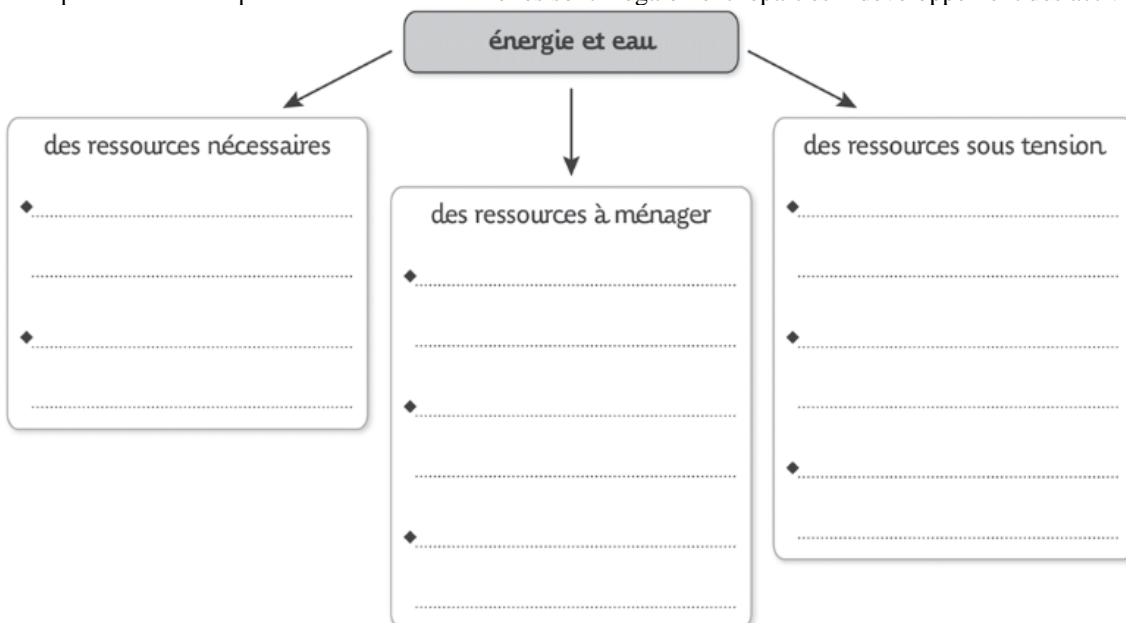 énergie et eau
des ressources nécessaires
des ressources à ménager
des ressources sous tension